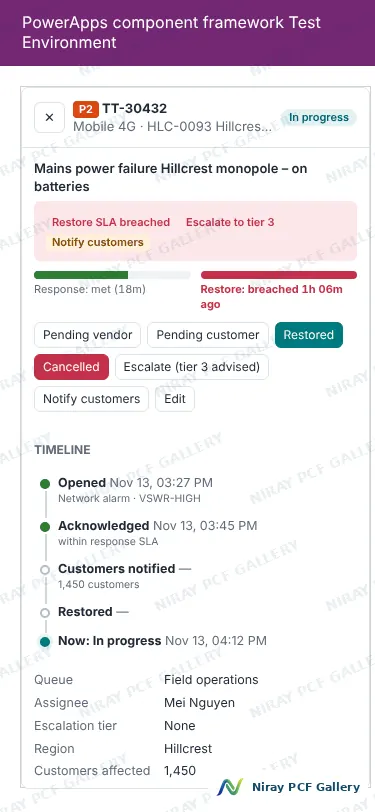 PowerApps component framework Test
Environment
✕
P2 TT-30432
In progress
Mobile 4G · HLC-0093 Hillcres...
Mains power failure Hillcrest monopole – on
batteries
Restore SLA breached Escalate to tier 3
Notify customers
Response: met (18m)
Restore: breached 1h 06m
ago
Pending vendor Pending customer Restored
Cancelled Escalate (tier 3 advised)
Notify customers Edit
TIMELINE
Opened Nov 13, 03:27 PM
Network alarm · VSWR-HIGH
Acknowledged Nov 13, 03:45 PM
within response SLA
Customers notified —
1,450 customers
Restored —
Now: In progress Nov 13, 04:12 PM
Queue Field operations
Assignee Mei Nguyen
Escalation tier None
Region Hillcrest
Customers affected 1,450
Niray PCF Gallery
NIRAY PCF GALLERY